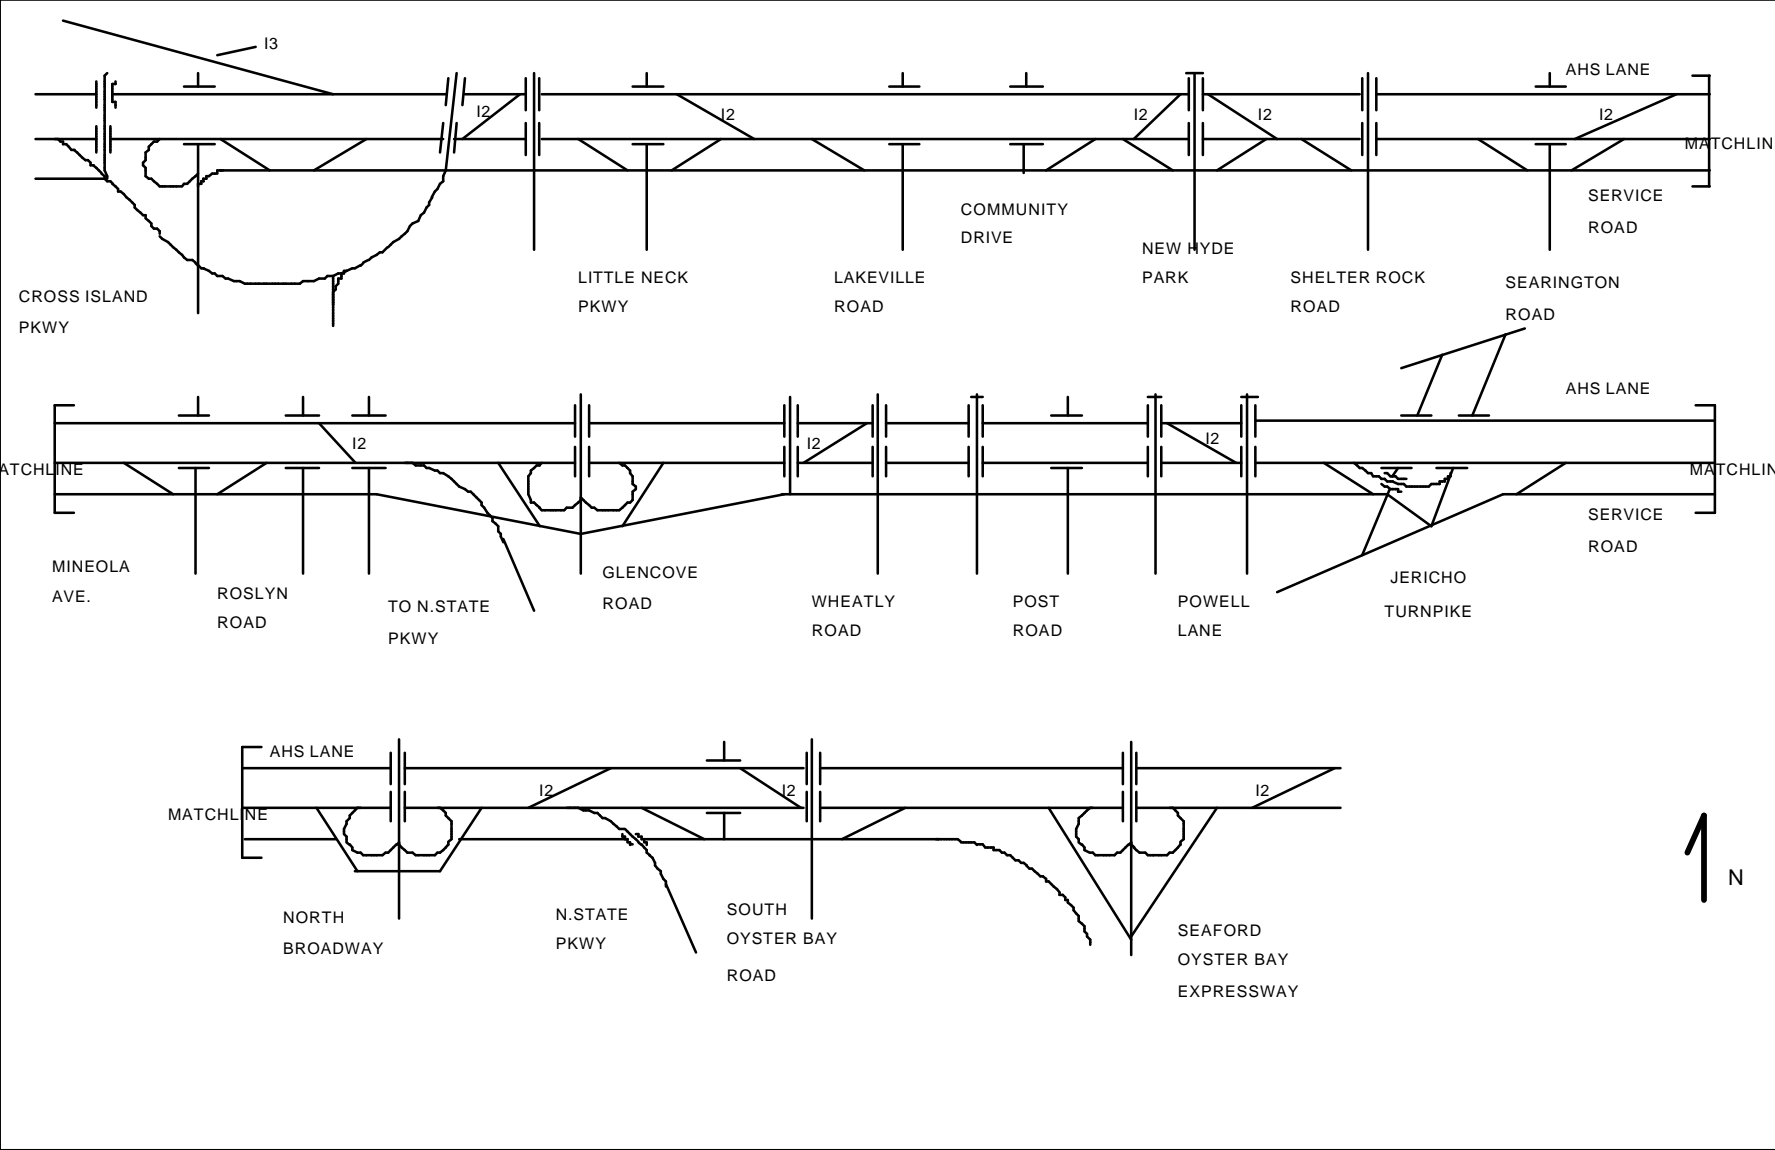 I3
AHS LANE
I2
I2
I2
I2
I2
MATCHLIN
SERVICE
ROAD
COMMUNITY
DRIVE
NEW HYDE
PARK
LITTLE NECK
PKWY
LAKEVILLE
ROAD
SHELTER ROCK
ROAD
SEARINGTON
ROAD
CROSS ISLAND
PKWY
AHS LANE
I2
I2
I2
ATCHLINE
MATCHLIN
SERVICE
ROAD
MINEOLA
AVE.
ROSLYN
ROAD
TO N.STATE
PKWY
GLENCOVE
ROAD
WHEATLY
ROAD
POST
ROAD
POWELL
LANE
JERICHO
TURNPIKE
AHS LANE
I2
I2
I2
MATCHLINE
NORTH
BROADWAY
N.STATE
PKWY
SOUTH
OYSTER BAY
ROAD
SEAFORD
OYSTER BAY
EXPRESSWAY
N